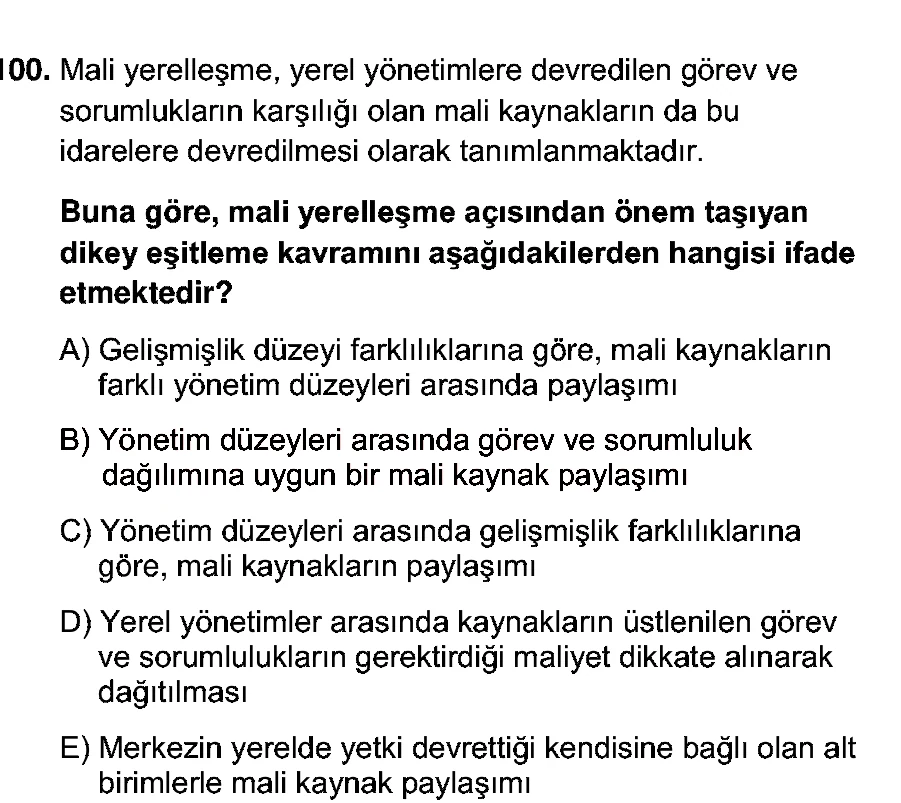 100. Mali yerelleşme, yerel yönetimlere devredilen görev ve
sorumlukların karşılığı olan mali kaynakların da bu
idarelere devredilmesi olarak tanımlanmaktadır.
Buna göre, mali yerelleşme açısından önem taşıyan
dikey eşitleme kavramını aşağıdakilerden hangisi ifade
etmektedir?
A) Gelişmişlik düzeyi farklılıklarına göre, mali kaynakların
farklı yönetim düzeyleri arasında paylaşımı
B) Yönetim düzeyleri arasında görev ve sorumluluk
dağılımına uygun bir mali kaynak paylaşımı
C) Yönetim düzeyleri arasında gelişmişlik farklılıklarına
göre, mali kaynakların paylaşımı
D) Yerel yönetimler arasında kaynakların üstlenilen görev
ve sorumlulukların gerektirdiği maliyet dikkate alınarak
dağıtılması
E) Merkezin yerelde yetki devrettiği kendisine bağlı olan alt
birimlerle mali kaynak paylaşımı